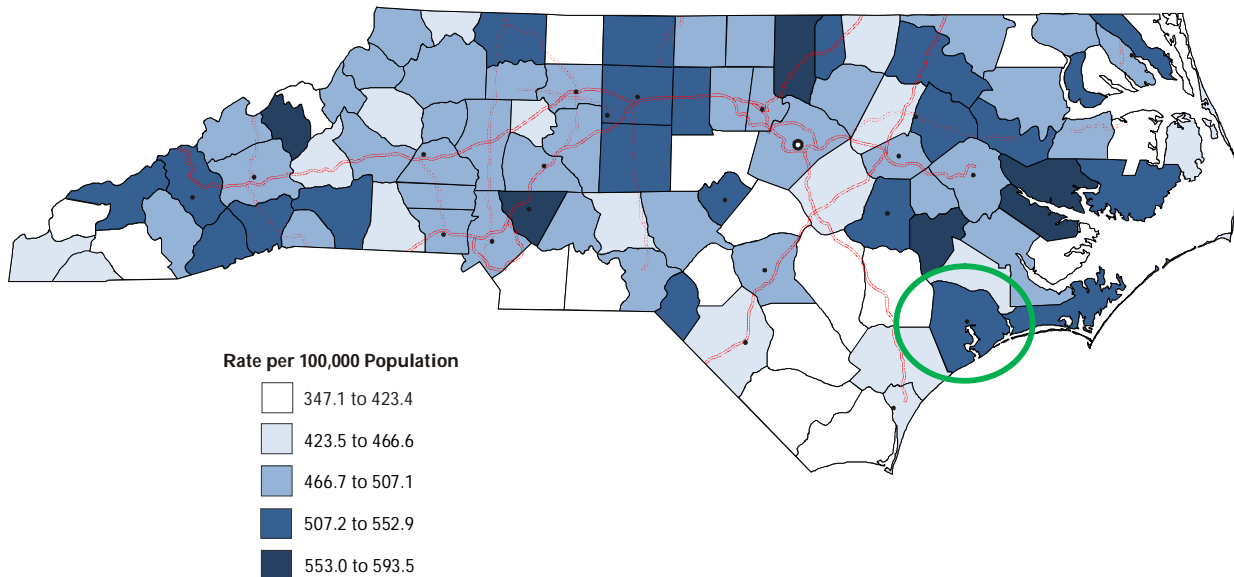 Rate per 100,000 Population
347.1 to 423.4
423.5 to 466.6
466.7 to 507.1
507.2 to 552.9
553.0 to 593.5